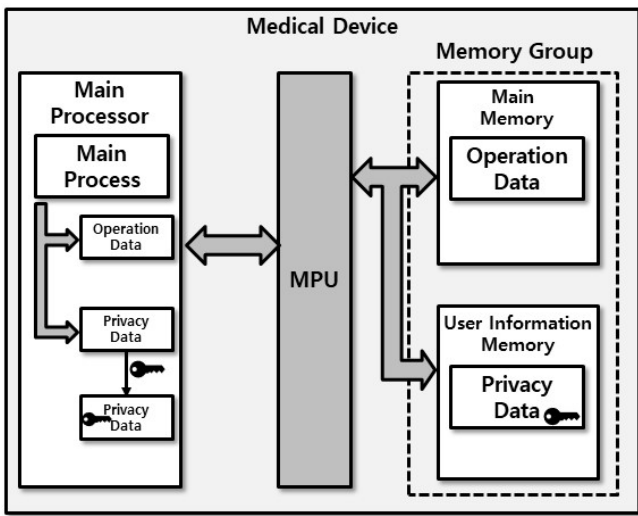 Medical Device
Main
Processor
Main
Process
Operation
Data
Privacy
Data
Privacy
Data
MPU
Memory Group
Main
Memory
Operation
Data
User Information
Memory
Privacy
Data